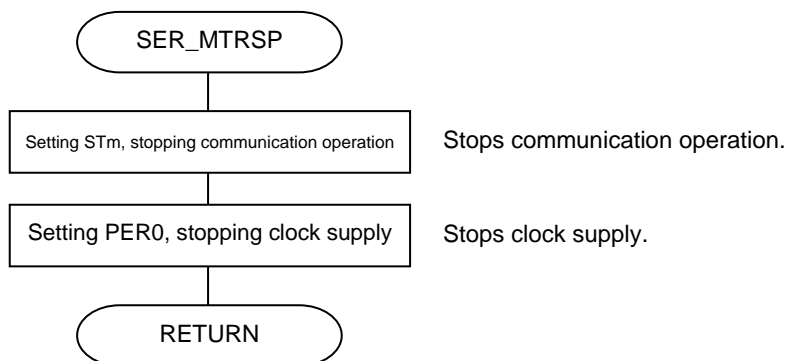 SER_MTRSP
Setting STm, stopping communication operation
Stops communication operation.
Setting PER0, stopping clock supply
Stops clock supply.
RETURN